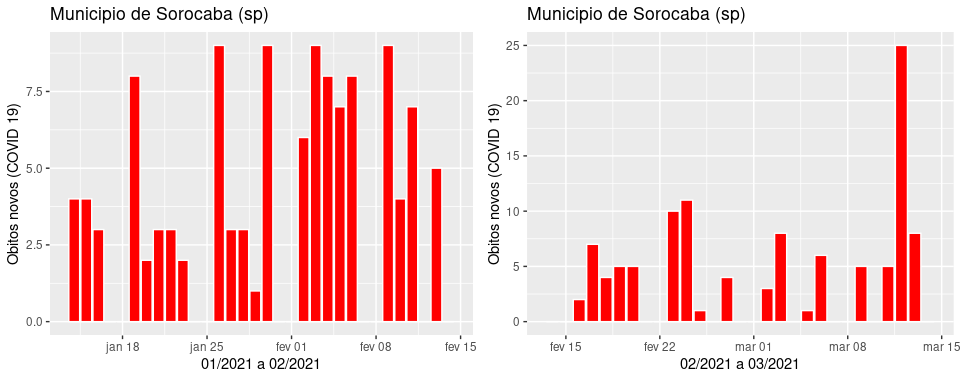 Municipio de Sorocaba (sp)
Obitos novos (COVID 19)
7.5
5.0
2.5
0.0
jan 18
jan 25
fev 01
fev 08
fev 15
01/2021 a 02/2021
Municipio de Sorocaba (sp)
Obitos novos (COVID 19)
25
20
15
10
5
0
fev 15
fev 22
mar 01
mar 08
mar 15
02/2021 a 03/2021